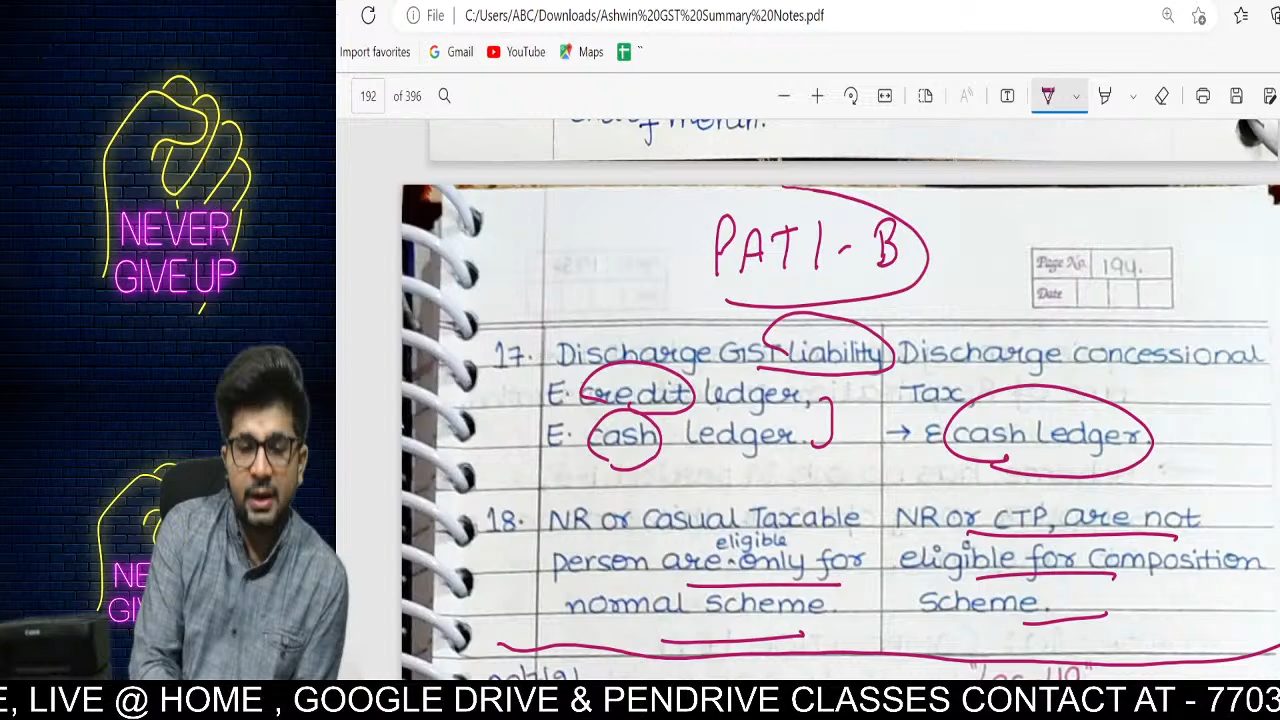 File C:/Users/ABC/Downloads/Ashvin%20GST%20Summary%20Notes.pdf
Import favorites Gmail YouTube Maps
192 of 396
NEVER
GIVE UP
NE
GIV
PATI-B
Page No. 194.
Date
17. Discharge GST liability
E. credit ledger,
E. cash ledger.
Discharge concessional
Tax,
→ E cash ledger.
18. NR or Casual Taxable
eligible
person are only for
normal scheme.
NR or CTP, are not
eligible for composition
scheme.
E, LIVE @ HOME , GOOGLE DRIVE & PENDRIVE CLASSES CONTACT AT - 7703